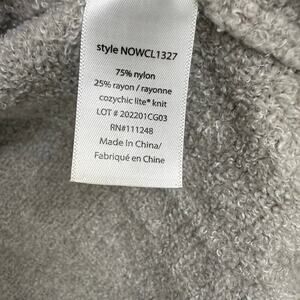 style NOWCL1327
75% nylon
25% rayon / rayonne
cozychic lite® knit
LOT # 202201CG03
RN#111248
Made In China/
Fabriqué en Chine